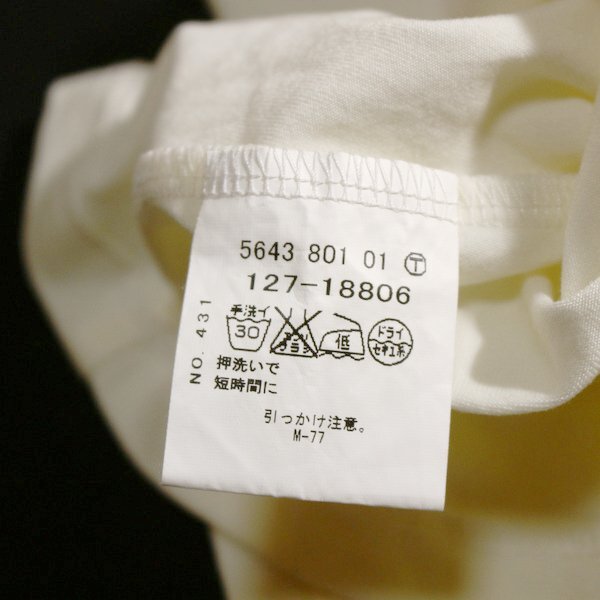 5643 801 01 Ⓣ
127-18806
NO. 431
手洗イ
30
エンソ
サラシ
低
ドライ
セキユ系
押洗いで
短時間に
引っかけ注意。
M-77